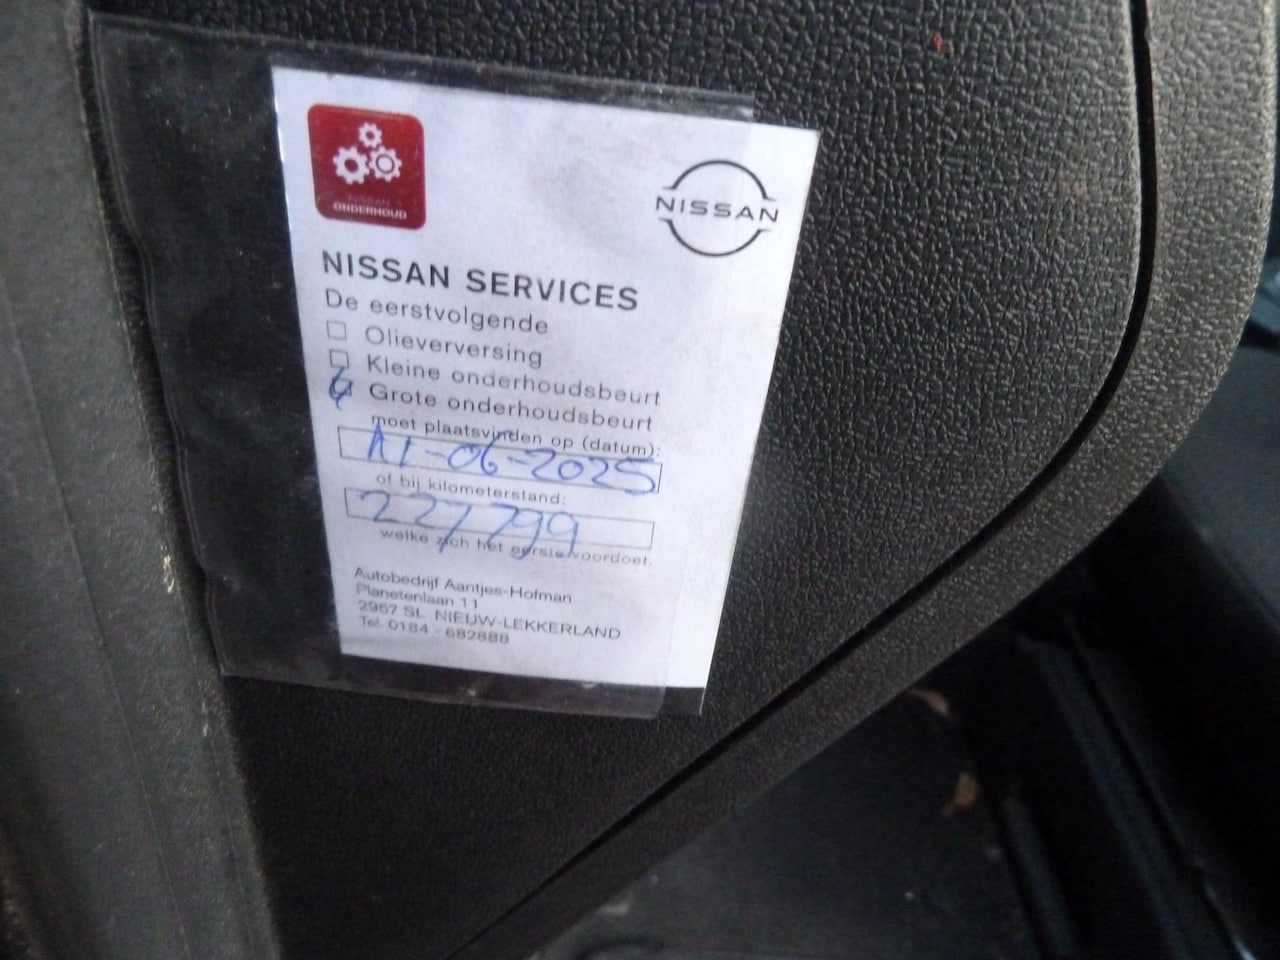 NISSAN
ONDERHOUD
NISSAN
NISSAN SERVICES
De eerstvolgende
Olieverversing
Kleine onderhoudsbeurt
Grote onderhoudsbeurt
moet plaatsvinden op (datum):
11-06-2025
of bij kilometerstand:
227799
welke zich het eerste voordoet.
Autobedrijf Aantjes-Hofman
Planetenlaan 11
2957 SL NIEUW-LEKKERLAND
Tel. 0184 - 682888